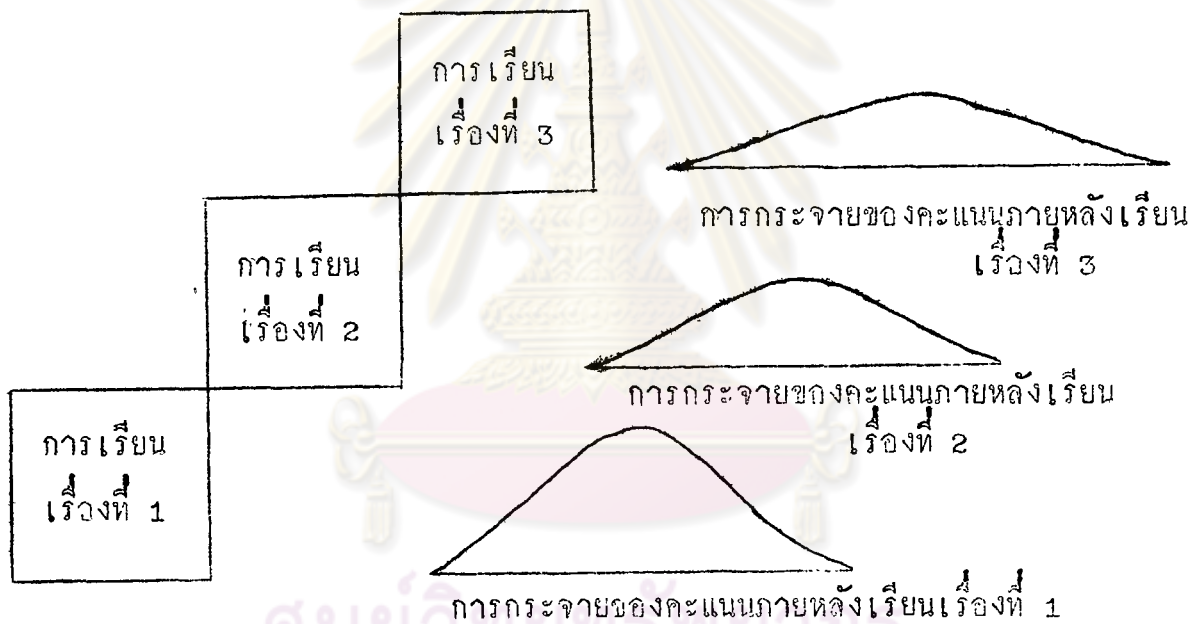 การเรียน
เรื่องที่ 3
การกระจายของคะแนนภายหลังเรียน
เรื่องที่ 3
การเรียน
เรื่องที่ 2
การกระจายของคะแนนภายหลังเรียน
เรื่องที่ 2
การเรียน
เรื่องที่ 1
การกระจายของคะแนนภายหลังเรียนเรื่องที่ 1